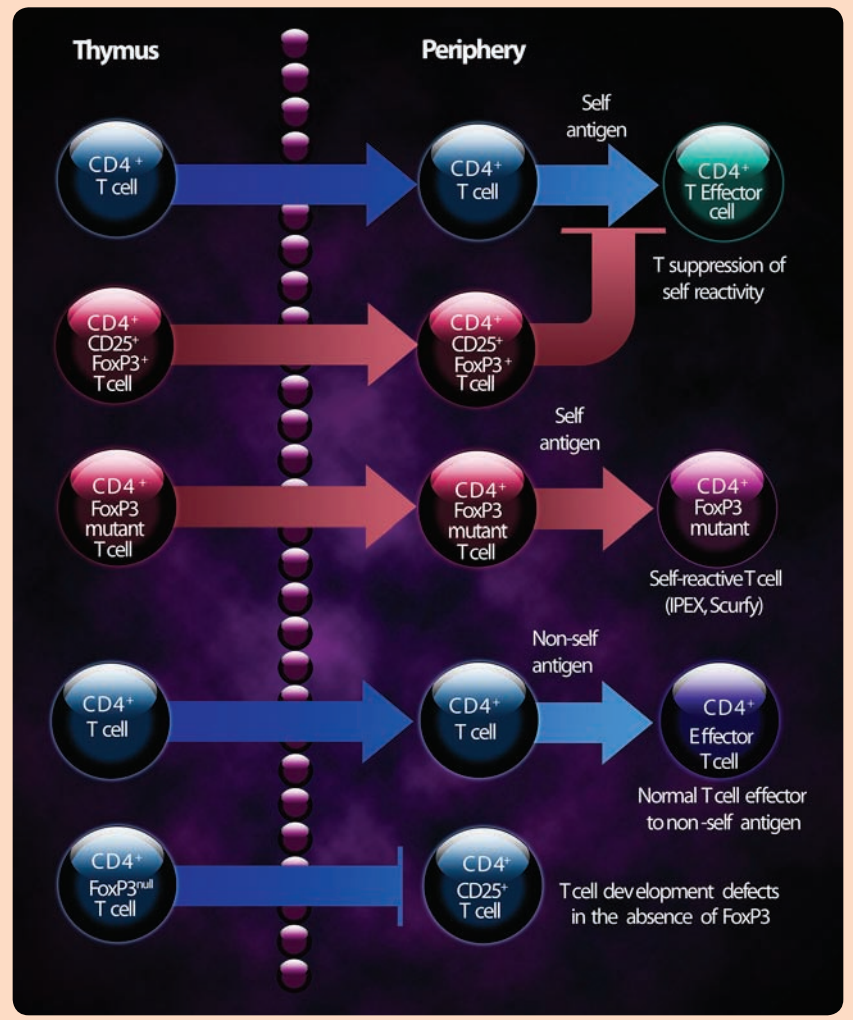 Thymus
Periphery
CD4+
T cell
CD4+
T cell
Self
antigen
CD4+
T Effector
cell
T suppression of
self reactivity
CD4+
CD25+
FoxP3+
T cell
CD4+
CD25+
FoxP3+
T cell
CD4+
FoxP3
mutant
T cell
CD4+
FoxP3
mutant
T cell
Self
antigen
CD4+
FoxP3
mutant
Self-reactive T cell
(IPEX, Scurfy)
CD4+
T cell
CD4+
T cell
Non-self
antigen
CD4+
Effector
T cell
Normal T cell effector
to non-self antigen
CD4+
FoxP3null
T cell
CD4+
CD25+
T cell
T cell development defects
in the absence of FoxP3